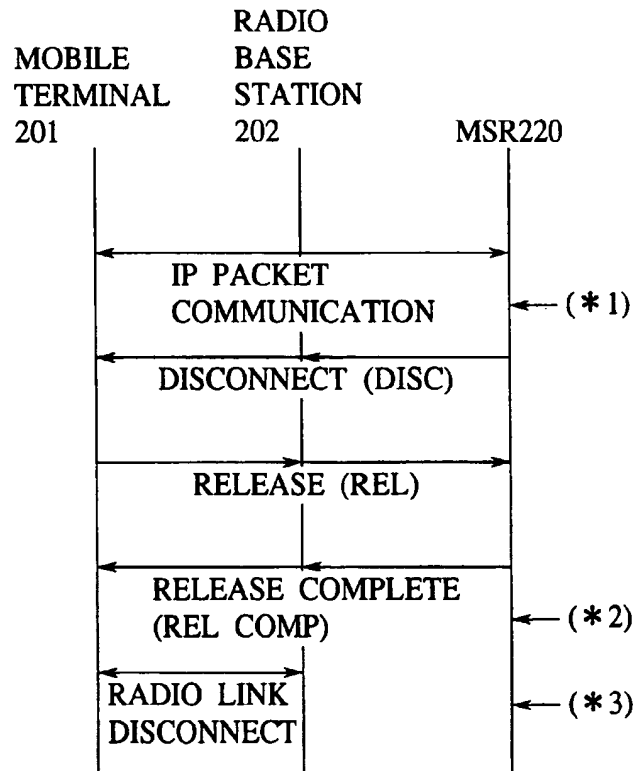 MOBILE
TERMINAL
201
RADIO
BASE
STATION
202
MSR220
IP PACKET
COMMUNICATION
(*1)
DISCONNECT (DISC)
RELEASE (REL)
RELEASE COMPLETE
(REL COMP)
(*2)
RADIO LINK
DISCONNECT
(*3)